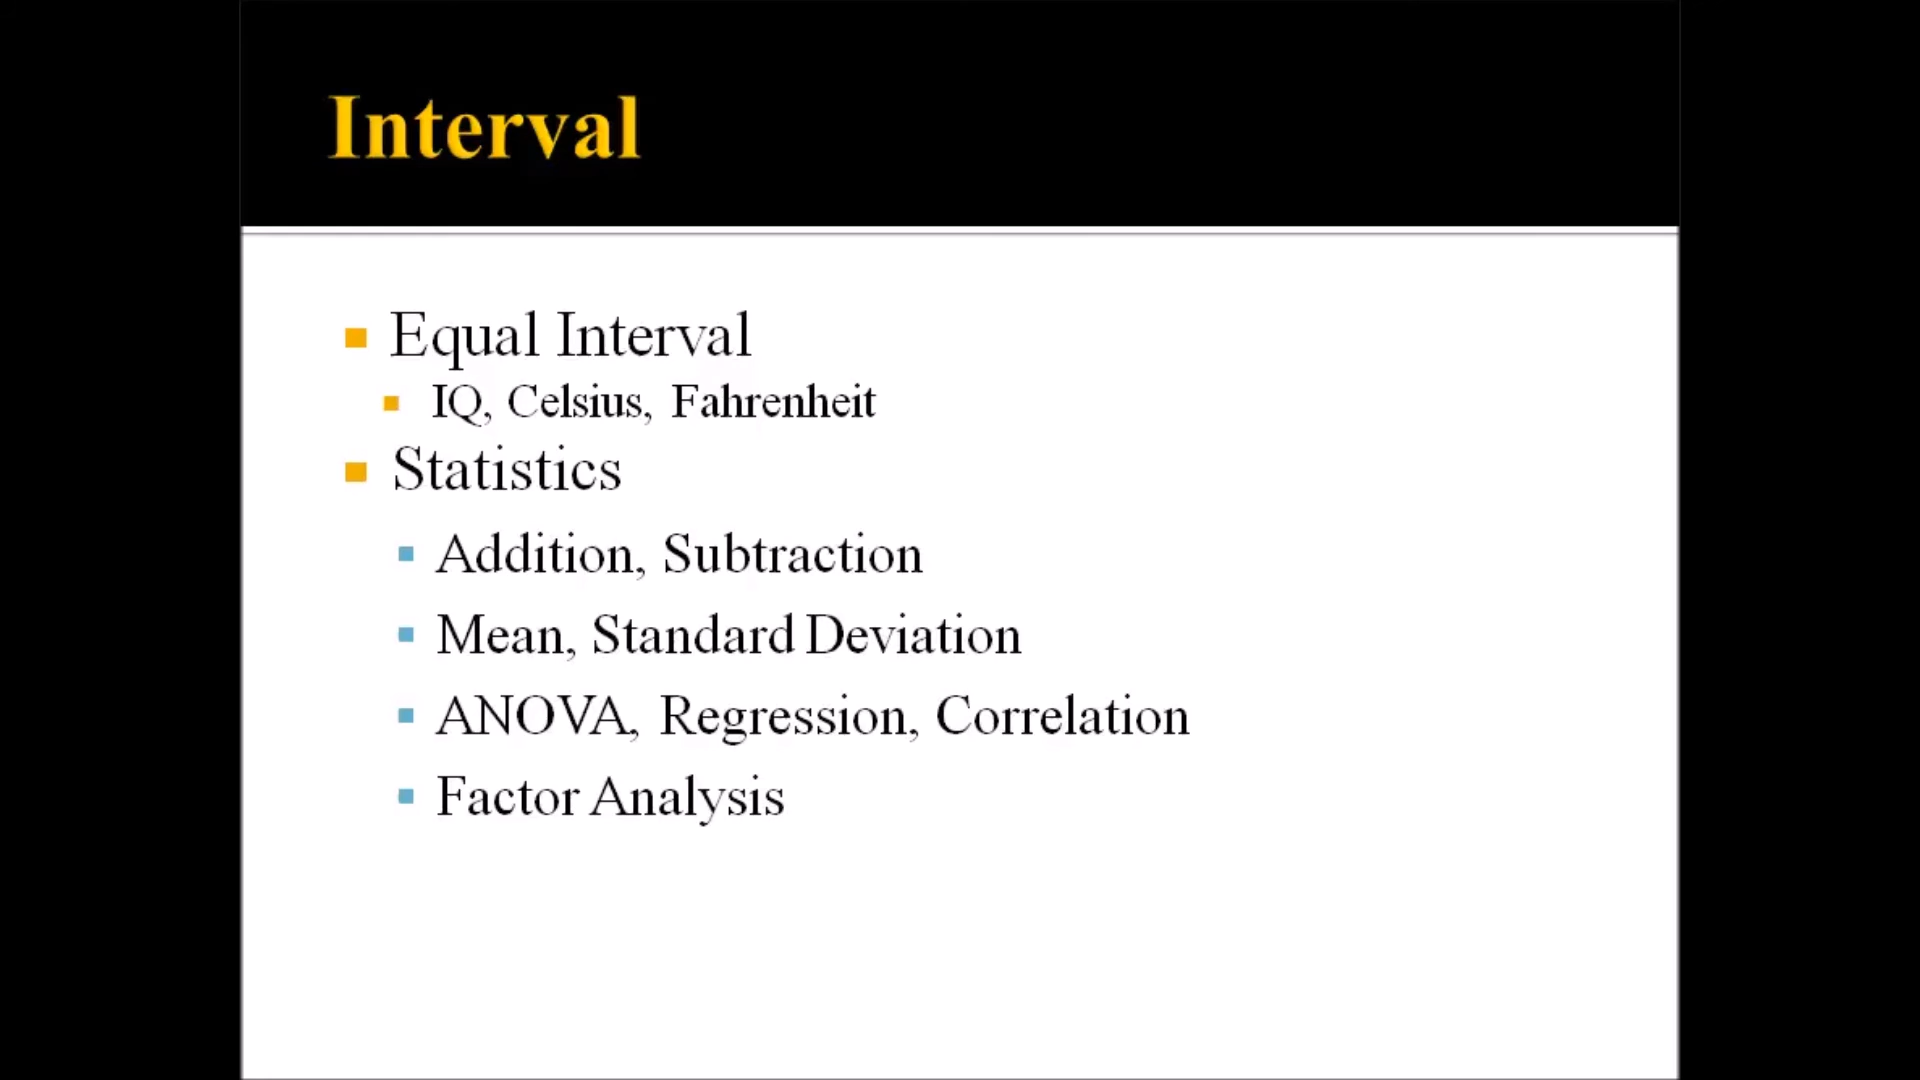 Interval
Equal Interval
IQ, Celsius, Fahrenheit
Statistics
Addition, Subtraction
Mean, Standard Deviation
ANOVA, Regression, Correlation
Factor Analysis